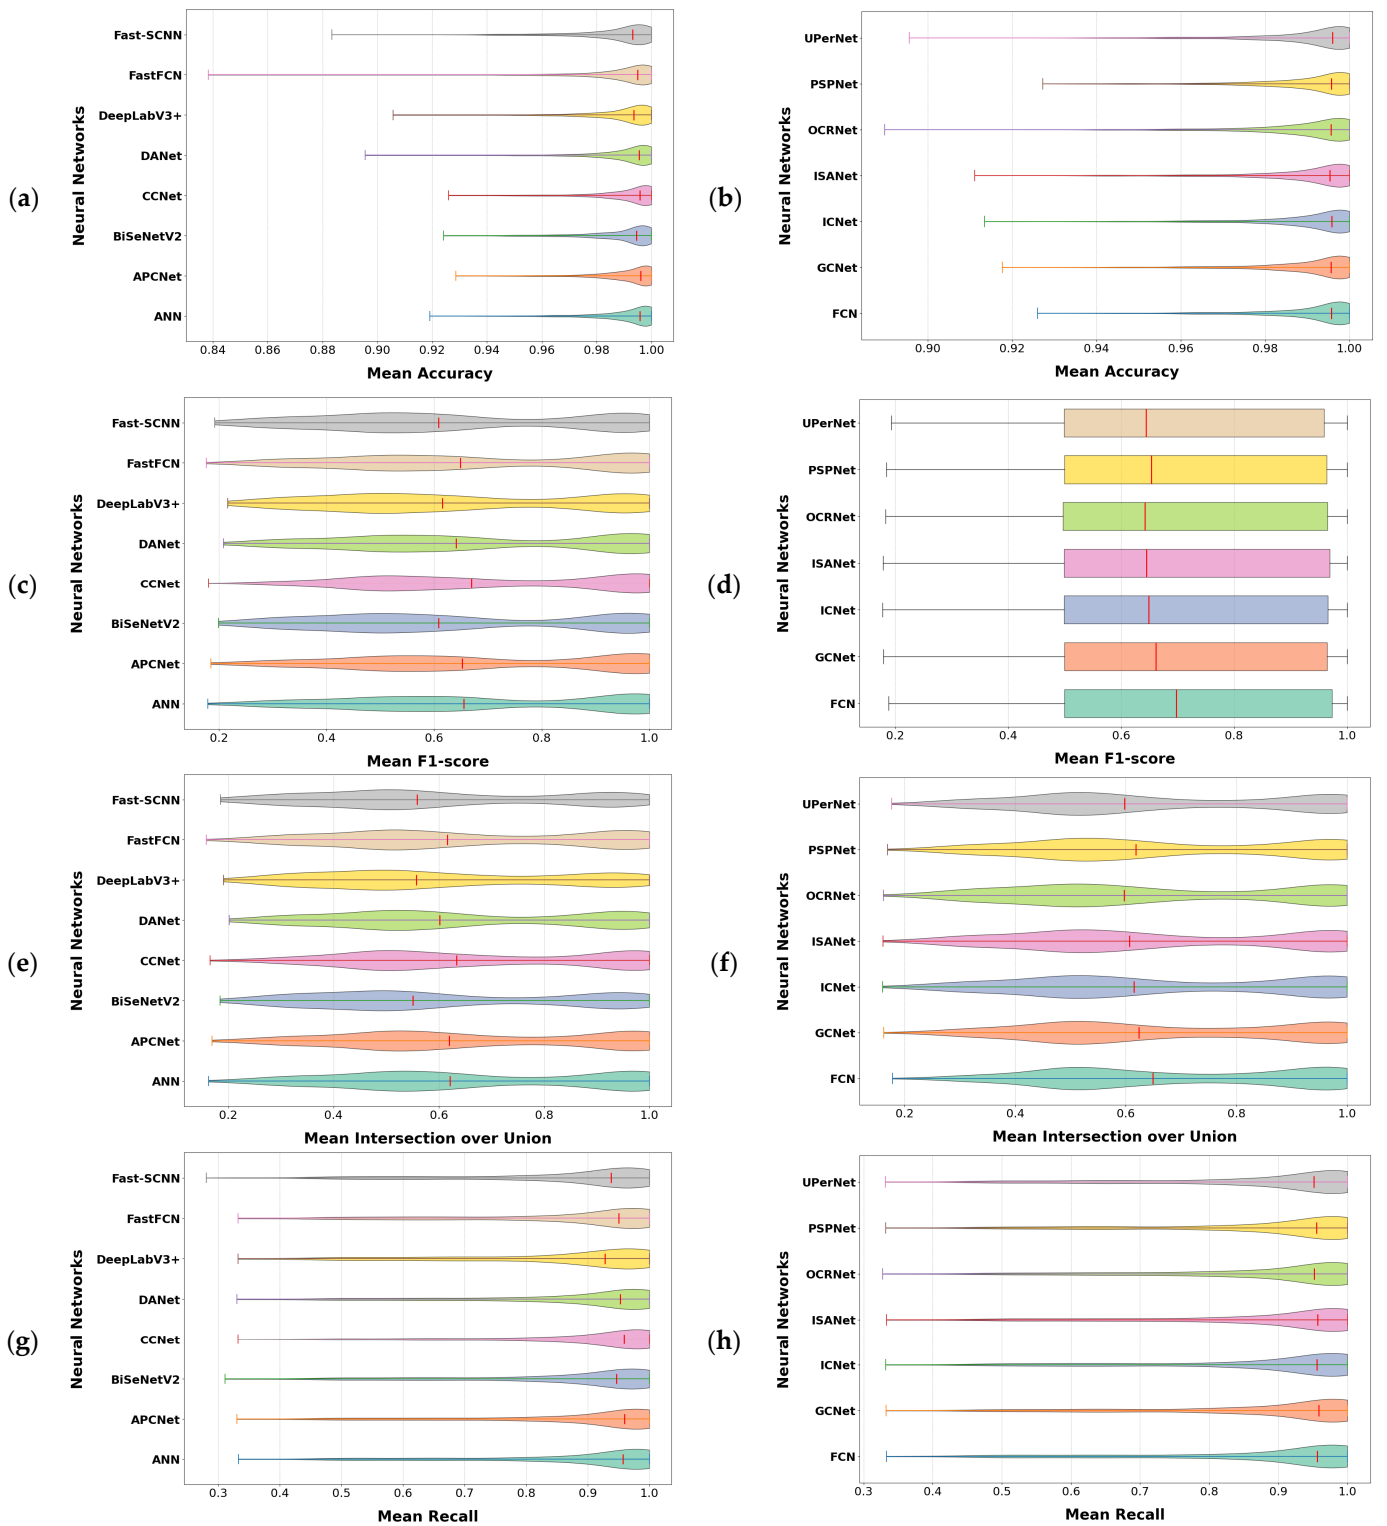 (a)
Neural Networks
Fast-SCNN
FastFCN
DeepLabV3+
DANet
CCNet
BiSeNetV2
APCNet
ANN
0.84 0.86 0.88 0.90 0.92 0.94 0.96 0.98 1.00
Mean Accuracy
(b)
Neural Networks
UPerNet
PSPNet
OCRNet
ISANet
ICNet
GCNet
FCN
0.90 0.92 0.94 0.96 0.98 1.00
Mean Accuracy
(c)
Neural Networks
Fast-SCNN
FastFCN
DeepLabV3+
DANet
CCNet
BiSeNetV2
APCNet
ANN
0.2 0.4 0.6 0.8 1.0
Mean F1-score
(d)
Neural Networks
UPerNet
PSPNet
OCRNet
ISANet
ICNet
GCNet
FCN
0.2 0.4 0.6 0.8 1.0
Mean F1-score
(e)
Neural Networks
Fast-SCNN
FastFCN
DeepLabV3+
DANet
CCNet
BiSeNetV2
APCNet
ANN
0.2 0.4 0.6 0.8 1.0
Mean Intersection over Union
(f)
Neural Networks
UPerNet
PSPNet
OCRNet
ISANet
ICNet
GCNet
FCN
0.2 0.4 0.6 0.8 1.0
Mean Intersection over Union
(g)
Neural Networks
Fast-SCNN
FastFCN
DeepLabV3+
DANet
CCNet
BiSeNetV2
APCNet
ANN
0.3 0.4 0.5 0.6 0.7 0.8 0.9 1.0
Mean Recall
(h)
Neural Networks
UPerNet
PSPNet
OCRNet
ISANet
ICNet
GCNet
FCN
0.3 0.4 0.5 0.6 0.7 0.8 0.9 1.0
Mean Recall